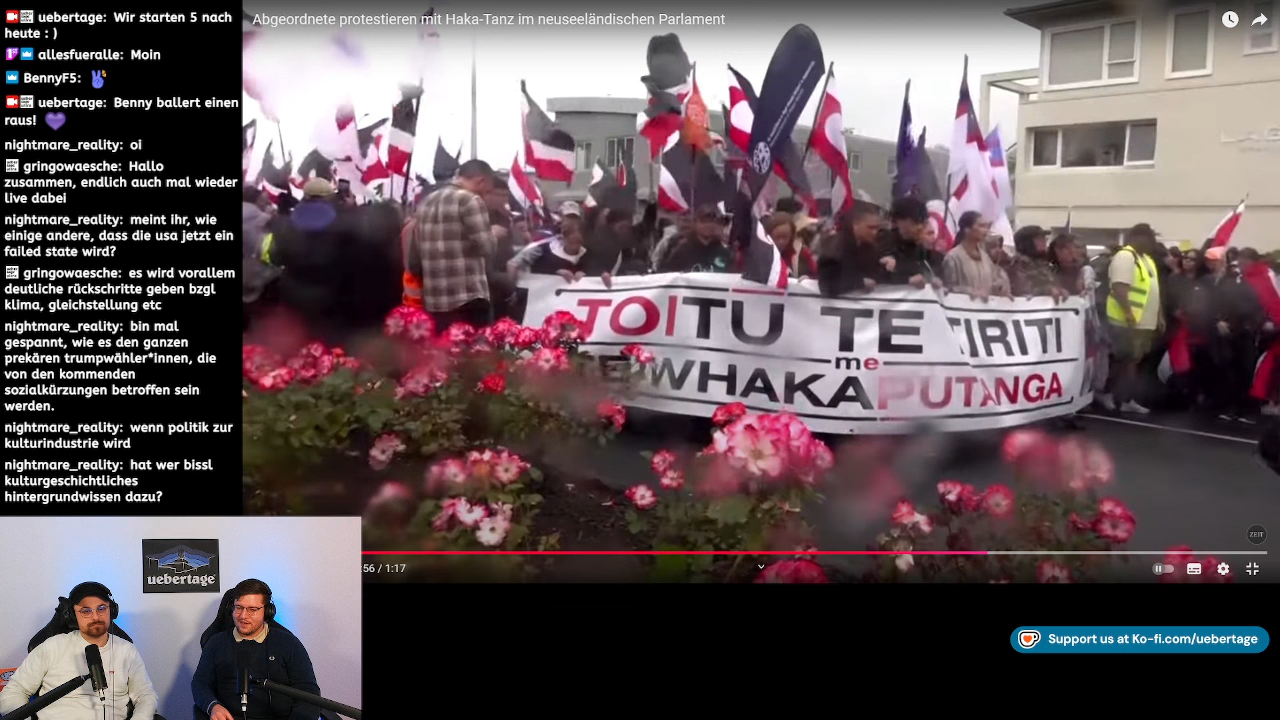 uebertage: Wir starten 5 nach
heute : )
allesfueralle: Moin
BennyF5:
uebertage: Benny ballert einen
raus!
nightmare_reality: oi
gringowaesche: Hallo
zusammen, endlich auch mal wieder
live dabei
nightmare_reality: meint ihr, wie
einige andere, dass die usa jetzt ein
failed state wird?
gringowaesche: es wird vorallem
deutliche rückschritte geben bzgl
klima, gleichstellung etc
nightmare_reality: bin mal
gespannt, wie es den ganzen
prekären trumpwähler*innen, die
von den kommenden
sozialkürzungen betroffen sein
werden.
nightmare_reality: wenn politik zur
kulturindustrie wird
nightmare_reality: hat wer bissl
kulturgeschichtliches
hintergrundwissen dazu?
Abgeordnete protestieren mit Haka-Tanz im neuseeländischen Parlament
TOITŪ TE TIRITI
me
WHAKAPUTANGA
ZEIT
:56 / 1:17
uebertage
Support us at Ko-fi.com/uebertage